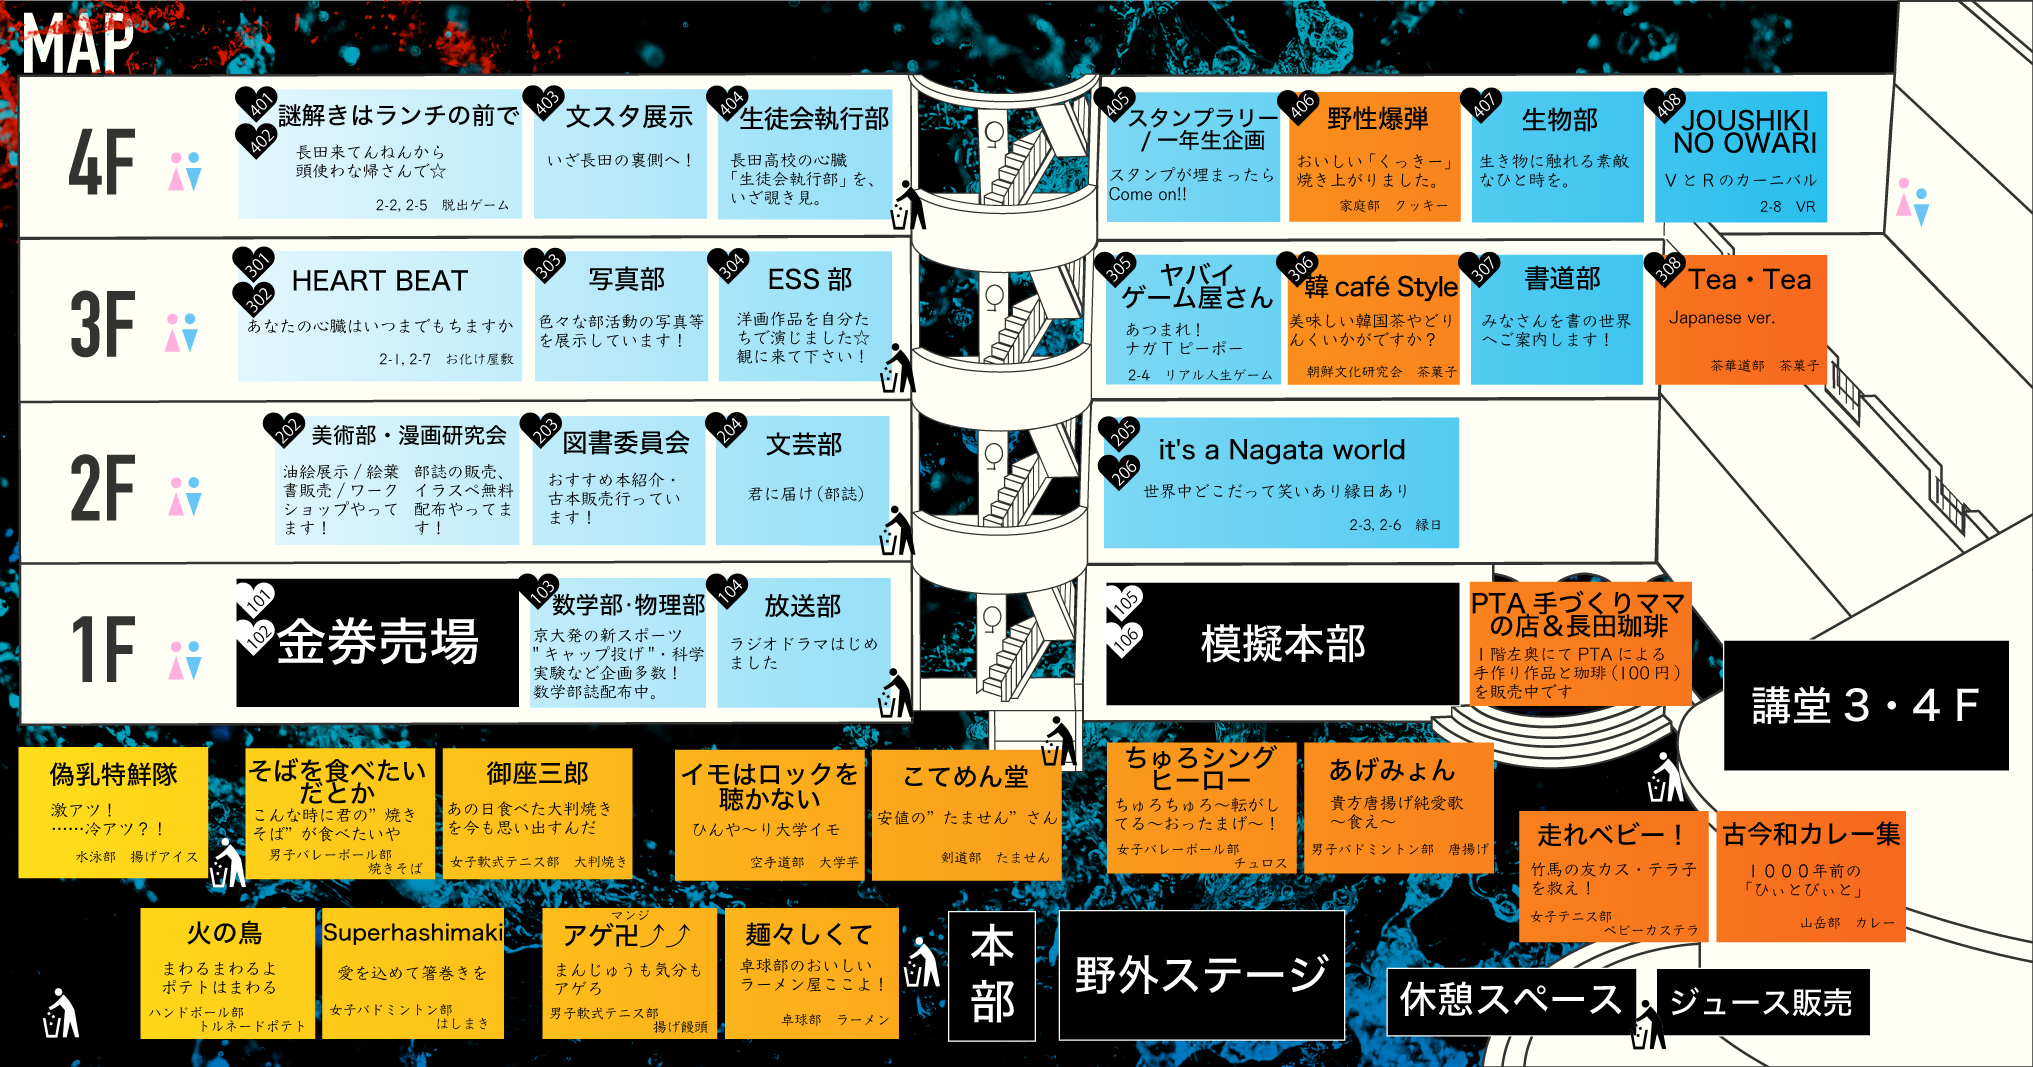 MAP
4F
401
402
謎解きはランチの前で
長田来てんねんから
頭使わな帰さんで☆
2-2, 2-5 脱出ゲーム
403
文スタ展示
いざ長田の裏側へ！
404
生徒会執行部
長田高校の心臓
「生徒会執行部」を、
いざ覗き見。
405
スタンプラリー
/ 一年生企画
スタンプが埋まったら
Come on!!
406
野性爆弾
おいしい「くっきー」
焼き上がりました。
家庭部 クッキー
407
生物部
生き物に触れる素敵
なひと時を。
408
JOUSHIKI
NO OWARI
VとRのカーニバル
2-8 VR
3F
301
302
HEART BEAT
あなたの心臓はいつまでもちますか
2-1, 2-7 お化け屋敷
303
写真部
色々な部活動の写真等
を展示しています！
304
ESS 部
洋画作品を自分た
ちで演じました☆
観に来て下さい！
305
ヤバイ
ゲーム屋さん
あつまれ！
ナガTピーポー
2-4 リアル人生ゲーム
306
韓 café Style
美味しい韓国茶やどり
んくいかがですか？
朝鮮文化研究会 茶菓子
307
書道部
みなさんを書の世界
へご案内します！
308
Tea・Tea
Japanese ver.
茶華道部 茶菓子
2F
202
美術部・漫画研究会
油絵展示 / 絵葉
書販売 / ワーク
ショップやって
ます！
部誌の販売、
イラスペ無料
配布やってま
す！
203
図書委員会
おすすめ本紹介・
古本販売行ってい
ます！
204
文芸部
君に届け（部誌）
205
206
it's a Nagata world
世界中どこだって笑いあり縁日あり
2-3, 2-6 縁日
1F
101
102
金券売場
103
数学部·物理部
京大発の新スポーツ
"キャップ投げ"・科学
実験など企画多数！
数学部誌配布中。
104
放送部
ラジオドラマはじめ
ました
105
106
模擬本部
PTA 手づくりママ
の店＆長田珈琲
1階左奥にて PTA による
手作り作品と珈琲（100円）
を販売中です
講堂３・４Ｆ
偽乳特鮮隊
激アツ！
……冷アツ？！
水泳部 揚げアイス
そばを食べたい
だとか
こんな時に君の”焼き
そば”が食べたいや
男子バレーボール部
焼きそば
御座三郎
あの日食べた大判焼き
を今も思い出すんだ
女子軟式テニス部 大判焼き
イモはロックを
聴かない
ひんや～り大学イモ
空手道部 大学芋
こてめん堂
安値の”たません”さん
剣道部 たません
ちゅろシング
ヒーロー
ちゅろちゅろ～転がし
てる～おったまげ～！
女子バレーボール部
チュロス
あげみょん
貴方唐揚げ純愛歌
～食え～
男子バドミントン部 唐揚げ
走れベビー！
竹馬の友カス・テラ子
を救え！
女子テニス部
ベビーカステラ
古今和カレー集
１０００年前の
「ひぃとびぃと」
山岳部 カレー
火の鳥
まわるまわるよ
ポテトはまわる
ハンドボール部
トルネードポテト
Superhashimaki
愛を込めて箸巻きを
女子バドミントン部
はしまき
マンジ
アゲ卍⤴⤴
まんじゅうも気分も
アゲろ
男子軟式テニス部
揚げ饅頭
麺々しくて
卓球部のおいしい
ラーメン屋ここよ！
卓球部 ラーメン
本部
野外ステージ
休憩スペース
ジュース販売